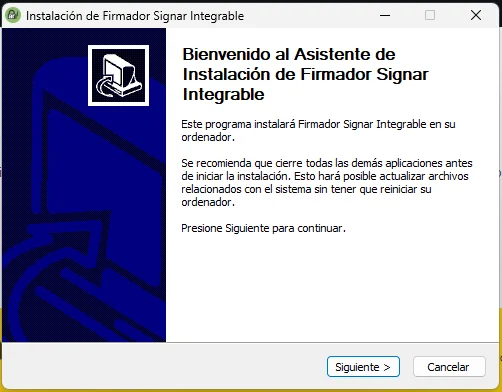 Instalación de Firmador Signar Integrable
Bienvenido al Asistente de
Instalación de Firmador Signar
Integrable
Este programa instalará Firmador Signar Integrable en su
ordenador.
Se recomienda que cierre todas las demás aplicaciones antes
de iniciar la instalación. Esto hará posible actualizar archivos
relacionados con el sistema sin tener que reiniciar su
ordenador.
Presione Siguiente para continuar.
Siguiente >
Cancelar